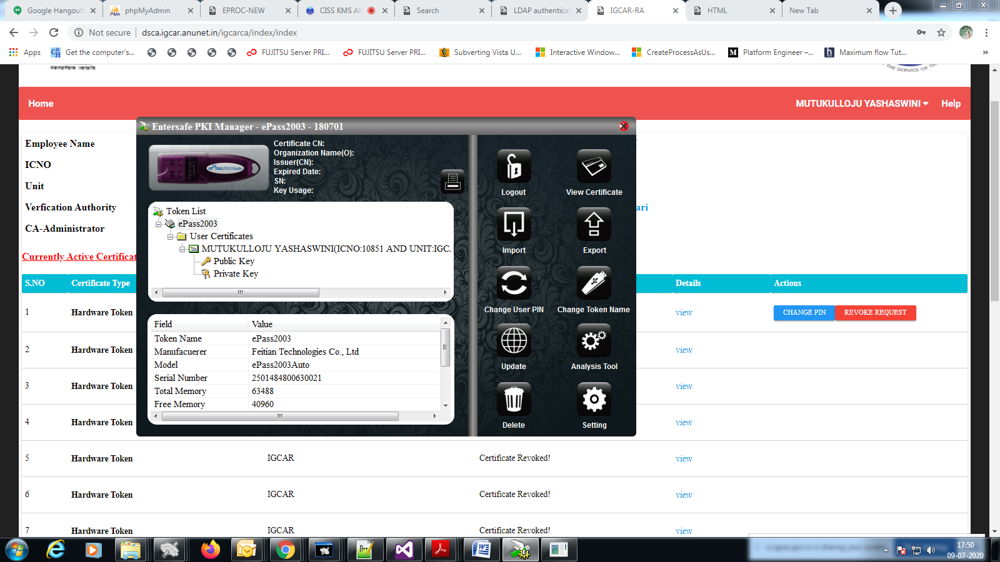 Google Hangouts
phpMyAdmin
EPROC-NEW
CISS KMS AP
Search
LDAP authenticat
IGCAR-RA
HTML
New Tab
Not secure | dsca.igcar.anunet.in/igcarca/index/index
Apps
Get the computer's...
FUJITSU Server PRI...
FUJITSU Server PRI...
Subverting Vista U...
Interactive Window...
CreateProcessAsUs...
Platform Engineer –...
Maximum flow Tut...
»
सत्यमेव जयते
THE SERVICE OF TH
Home
MUTUKULLOJU YASHASWINI
Help
Entersafe PKI Manager - ePass2003 - 180701
Employee Name
ICNO
Unit
Verfication Authority
ari
CA-Administrator
Currently Active Certificat
ePass2003Auto
Certificate CN:
Organization Name(O):
Issuer(CN):
Expired Date:
SN:
Key Usage:
Token List
ePass2003
User Certificates
MUTUKULLOJU YASHASWINI(ICNO:10851 AND UNIT:IGC.
Public Key
Private Key
Field Value
Token Name ePass2003
Manufacuerer Feitian Technologies Co., Ltd
Model ePass2003Auto
Serial Number 2501484800630021
Total Memory 63488
Free Memory 40960
Logout
View Certificate
Import
Export
Change User PIN
Change Token Name
Update
Analysis Tool
Delete
Setting
S.NO Certificate Type Details Actions
1 Hardware Token view CHANGE PIN REVOKE REQUEST
2 Hardware Token view
3 Hardware Token view
4 Hardware Token view
5 Hardware Token IGCAR Certificate Revoked! view
6 Hardware Token IGCAR Certificate Revoked! view
7 Hardware Token IGCAR Certificate Revoked! view
17:50
09-07-2020